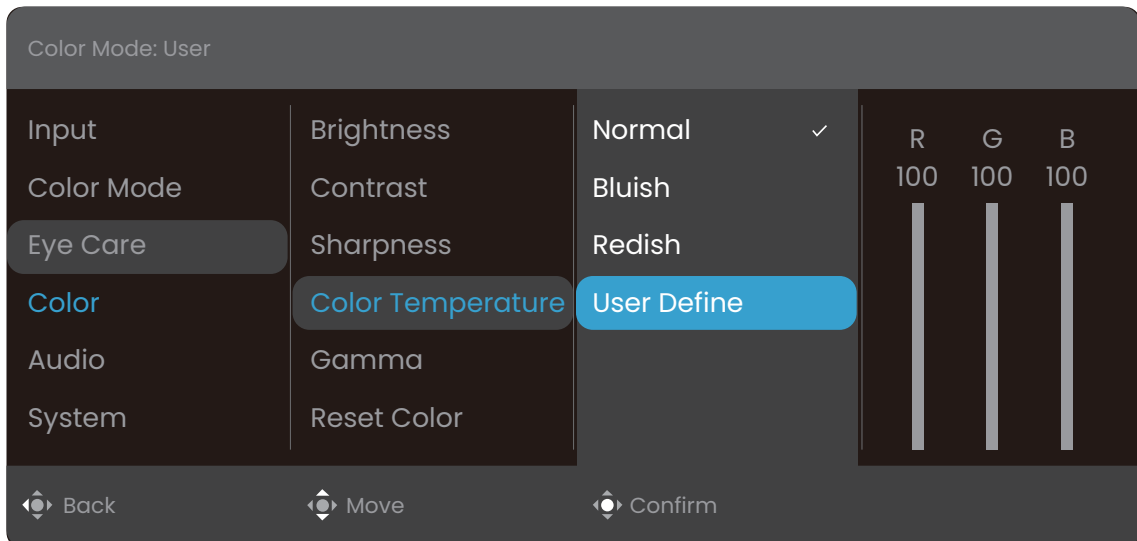 Color Mode: User
Input
Color Mode
Eye Care
Color
Audio
System
Brightness
Contrast
Sharpness
Color Temperature
Gamma
Reset Color
Normal
Bluish
Redish
User Define
R G B
100 100 100
Back Move Confirm